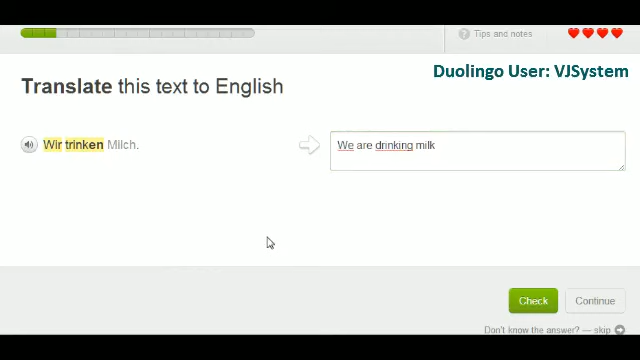 Tips and notes
Duolingo User: VJSystem
Translate this text to English
Wir trinken Milch.
We are drinking milk
Check
Continue
Don't know the answer? — skip